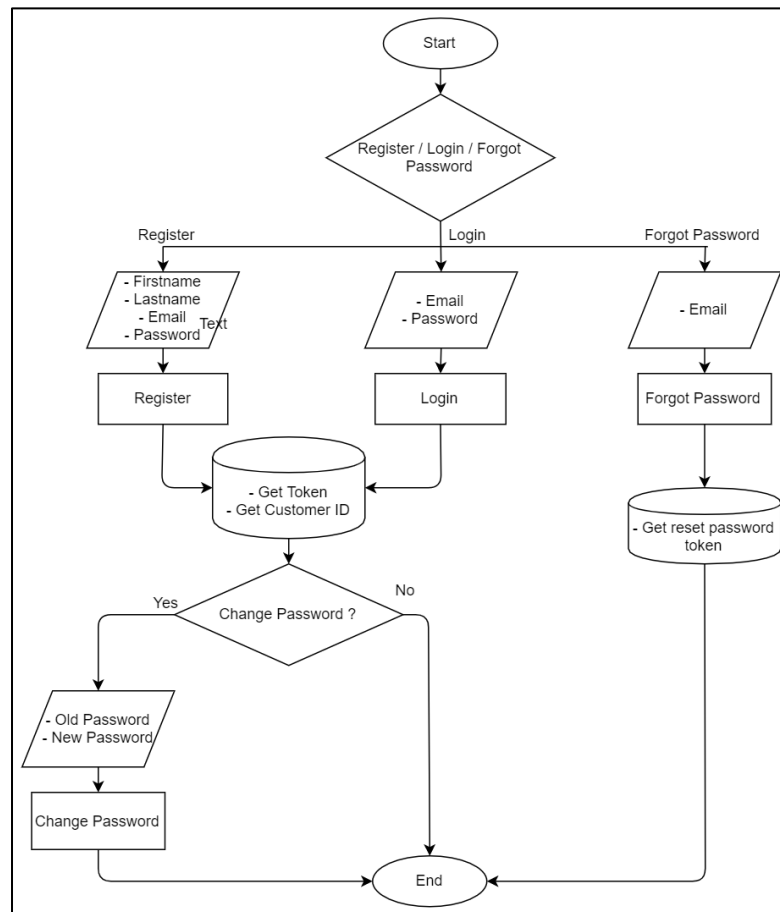 Start
Register / Login / Forgot
Password
Register
Login
Forgot Password
- Firstname
- Lastname
- Email
- Password
Text
- Email
- Password
- Email
Register
Login
Forgot Password
- Get Token
- Get Customer ID
- Get reset password
token
Change Password ?
Yes
No
- Old Password
- New Password
Change Password
End